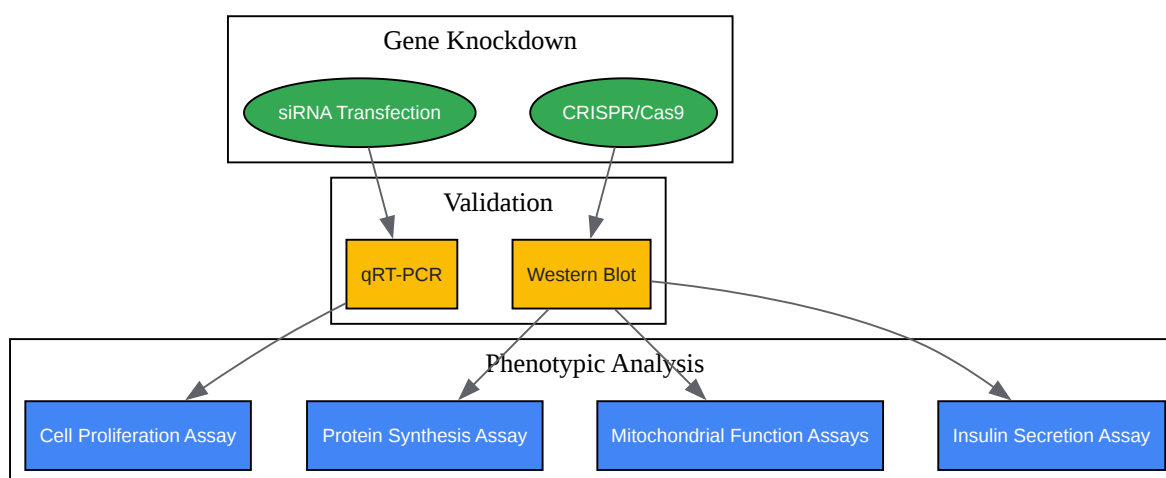 Gene Knockdown
siRNA Transfection
CRISPR/Cas9
Validation
qRT-PCR
Western Blot
Phenotypic Analysis
Cell Proliferation Assay
Protein Synthesis Assay
Mitochondrial Function Assays
Insulin Secretion Assay